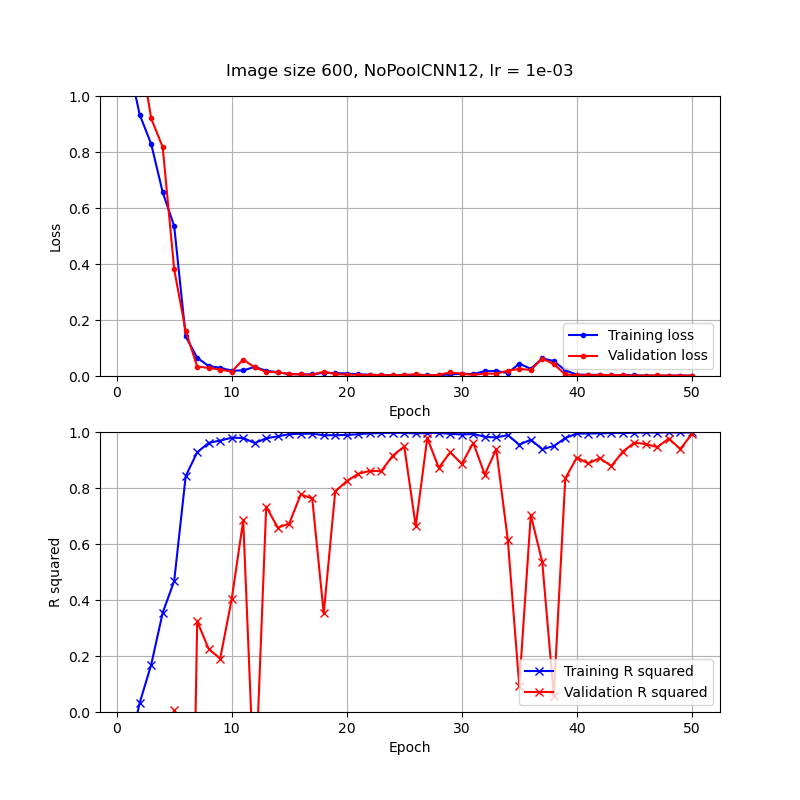 Image size 600, NoPoolCNN12, lr = 1e-03
1.0
0.8
0.6
0.4
0.2
0.0
Loss
Training loss
Validation loss
0 10 20 30 40 50
Epoch
1.0
0.8
0.6
0.4
0.2
0.0
R squared
Training R squared
Validation R squared
0 10 20 30 40 50
Epoch